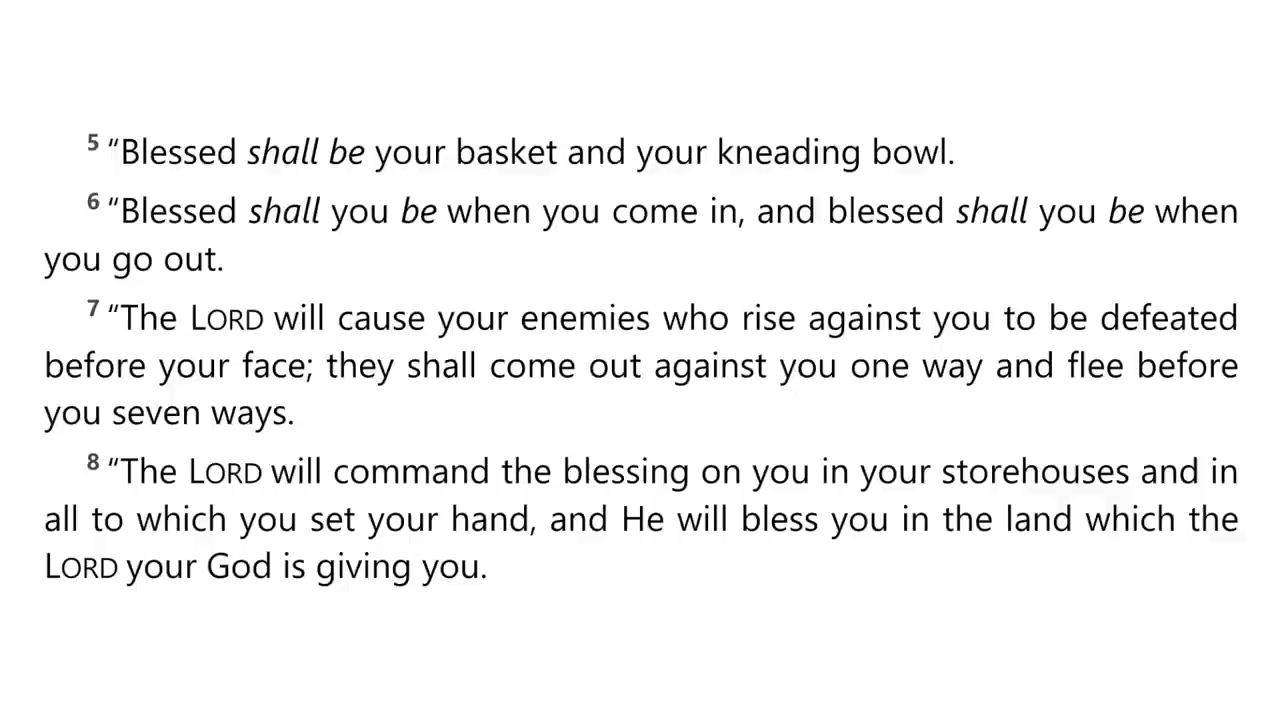 5 “Blessed shall be your basket and your kneading bowl.
6 “Blessed shall you be when you come in, and blessed shall you be when
you go out.
7 “The LORD will cause your enemies who rise against you to be defeated
before your face; they shall come out against you one way and flee before
you seven ways.
8 “The LORD will command the blessing on you in your storehouses and in
all to which you set your hand, and He will bless you in the land which the
LORD your God is giving you.